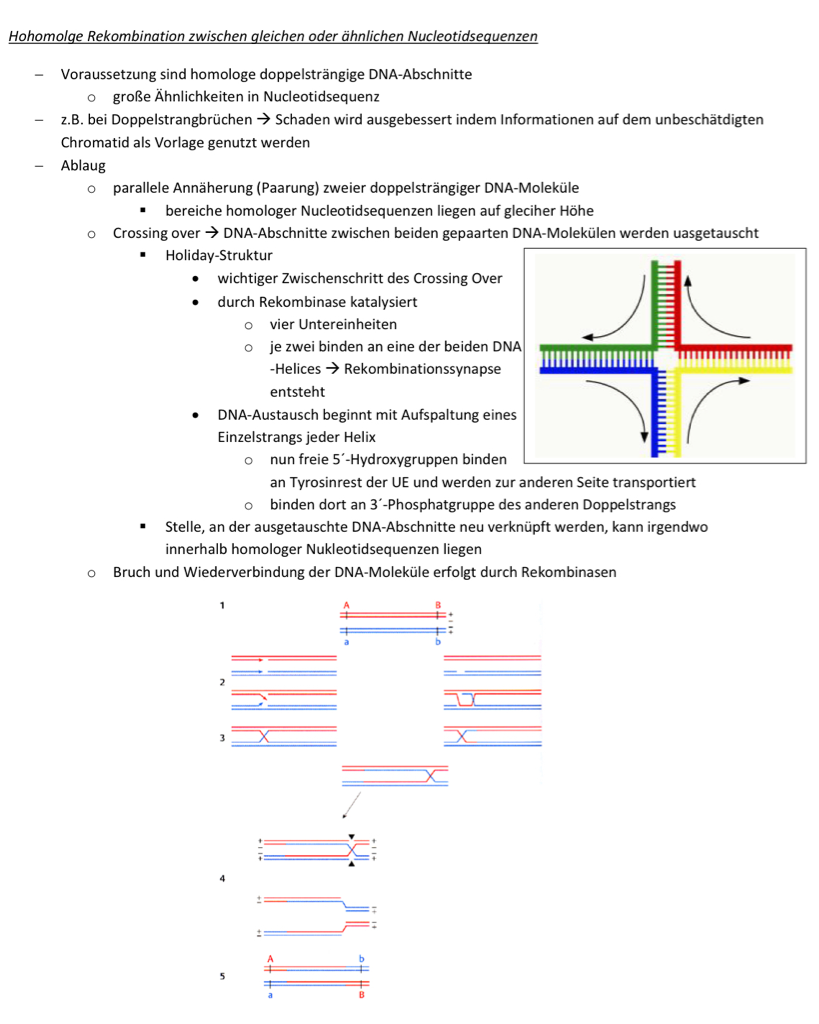 Hohomolge Rekombination zwischen gleichen oder ähnlichen Nucleotidsequenzen
– Voraussetzung sind homologe doppelsträngige DNA-Abschnitte
o große Ähnlichkeiten in Nucleotidsequenz
– z.B. bei Doppelstrangbrüchen → Schaden wird ausgebessert indem Informationen auf dem unbeschätdigten
Chromatid als Vorlage genutzt werden
– Ablaug
o parallele Annäherung (Paarung) zweier doppelsträngiger DNA-Moleküle
▪ bereiche homologer Nucleotidsequenzen liegen auf gleciher Höhe
o Crossing over → DNA-Abschnitte zwischen beiden gepaarten DNA-Molekülen werden uasgetauscht
▪ Holiday-Struktur
• wichtiger Zwischenschritt des Crossing Over
• durch Rekombinase katalysiert
o vier Untereinheiten
o je zwei binden an eine der beiden DNA
-Helices → Rekombinationssynapse
entsteht
• DNA-Austausch beginnt mit Aufspaltung eines
Einzelstrangs jeder Helix
o nun freie 5´-Hydroxygruppen binden
an Tyrosinrest der UE und werden zur anderen Seite transportiert
o binden dort an 3´-Phosphatgruppe des anderen Doppelstrangs
▪ Stelle, an der ausgetauschte DNA-Abschnitte neu verknüpft werden, kann irgendwo
innerhalb homologer Nukleotidsequenzen liegen
o Bruch und Wiederverbindung der DNA-Moleküle erfolgt durch Rekombinasen
1
A B
a b
2
3
4
5
A b
a B